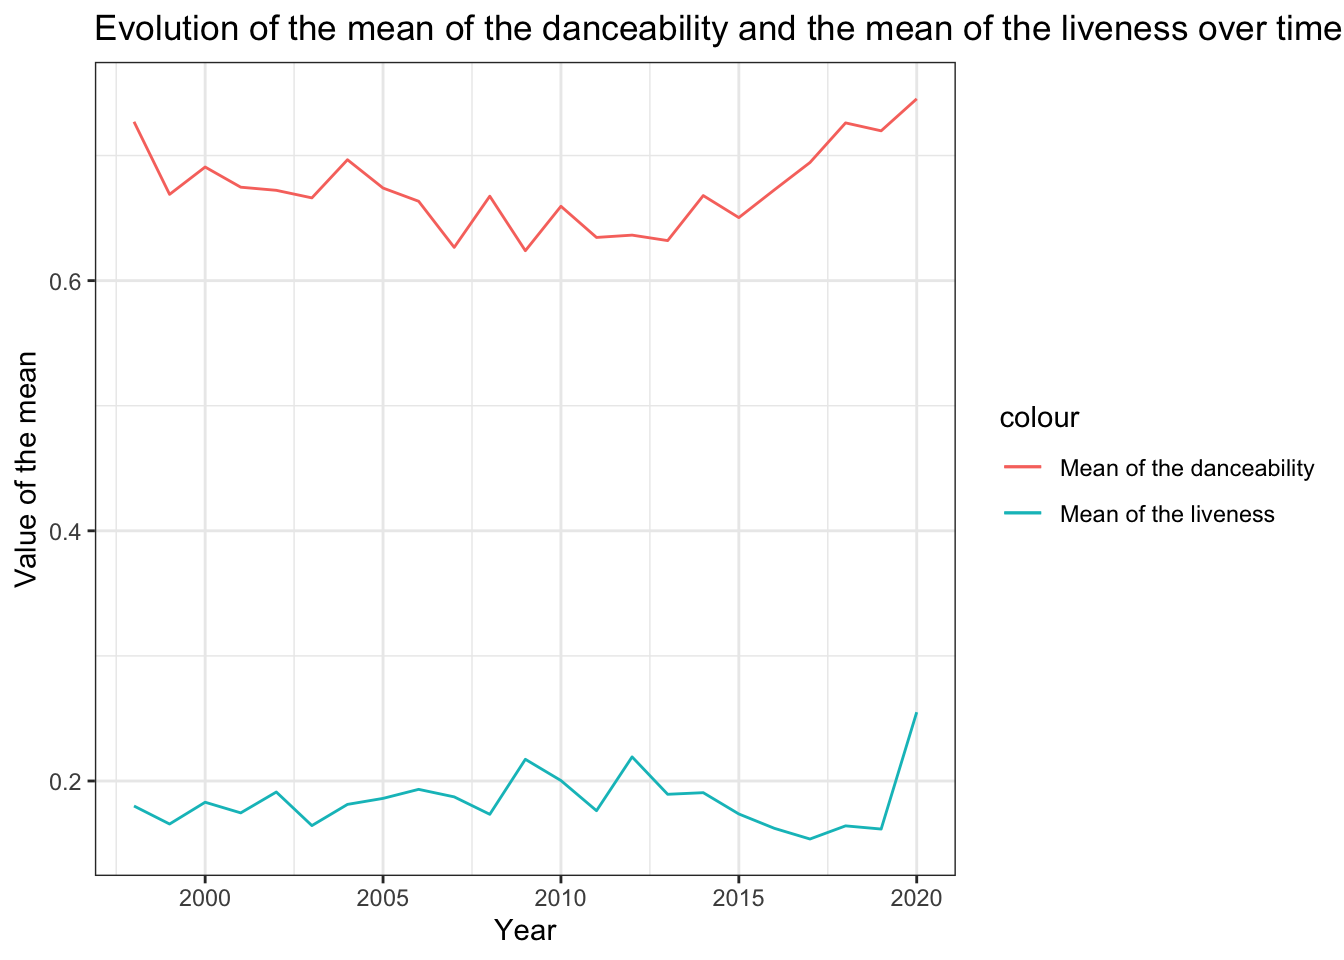 Evolution of the mean of the danceability and the mean of the liveness over time
Value of the mean
0.6
0.4
0.2
2000 2005 2010 2015 2020
Year
colour
Mean of the danceability
Mean of the liveness